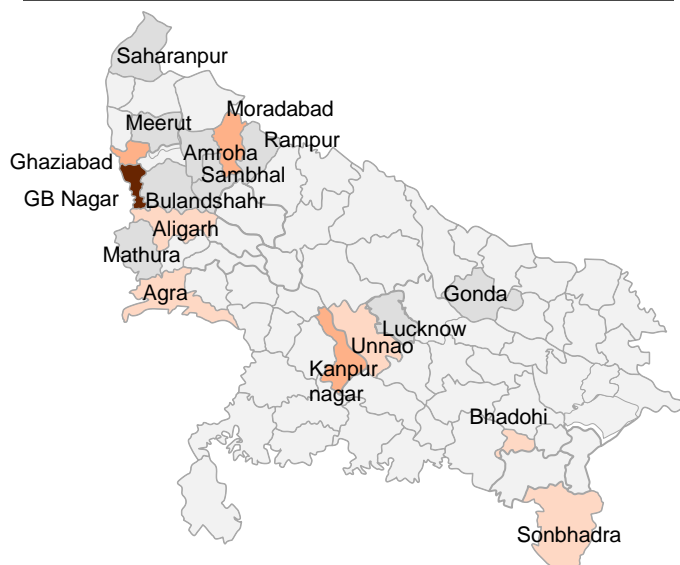 Saharanpur
Moradabad
Meerut
Rampur
Amroha
Ghaziabad
Sambhal
GB Nagar
Bulandshahr
Aligarh
Mathura
Agra
Gonda
Lucknow
Unnao
Kanpur
nagar
Bhadohi
Sonbhadra